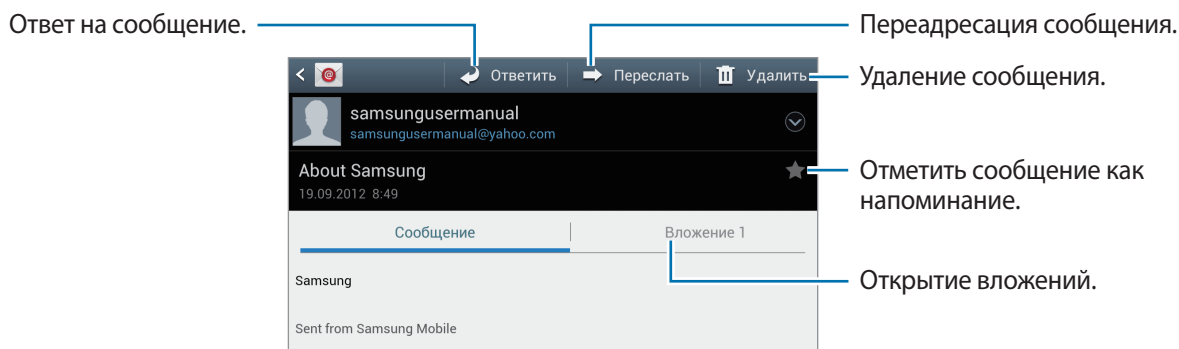 Ответ на сообщение.
Переадресация сообщения.
Ответить
Переслать
Удалить
Удаление сообщения.
samsungusermanual
samsungusermanual@yahoo.com
About Samsung
19.09.2012 8:49
Отметить сообщение как
напоминание.
Сообщение
Вложение 1
Открытие вложений.
Samsung
Sent from Samsung Mobile